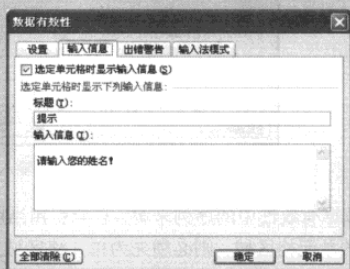 数据有效性
设置 输入信息 出错警告 输入法模式
选定单元格时显示输入信息(S)
选定单元格时显示下列输入信息:
标题(T):
提示
输入信息(I):
请输入您的姓名!
全部清除(C) 确定 取消